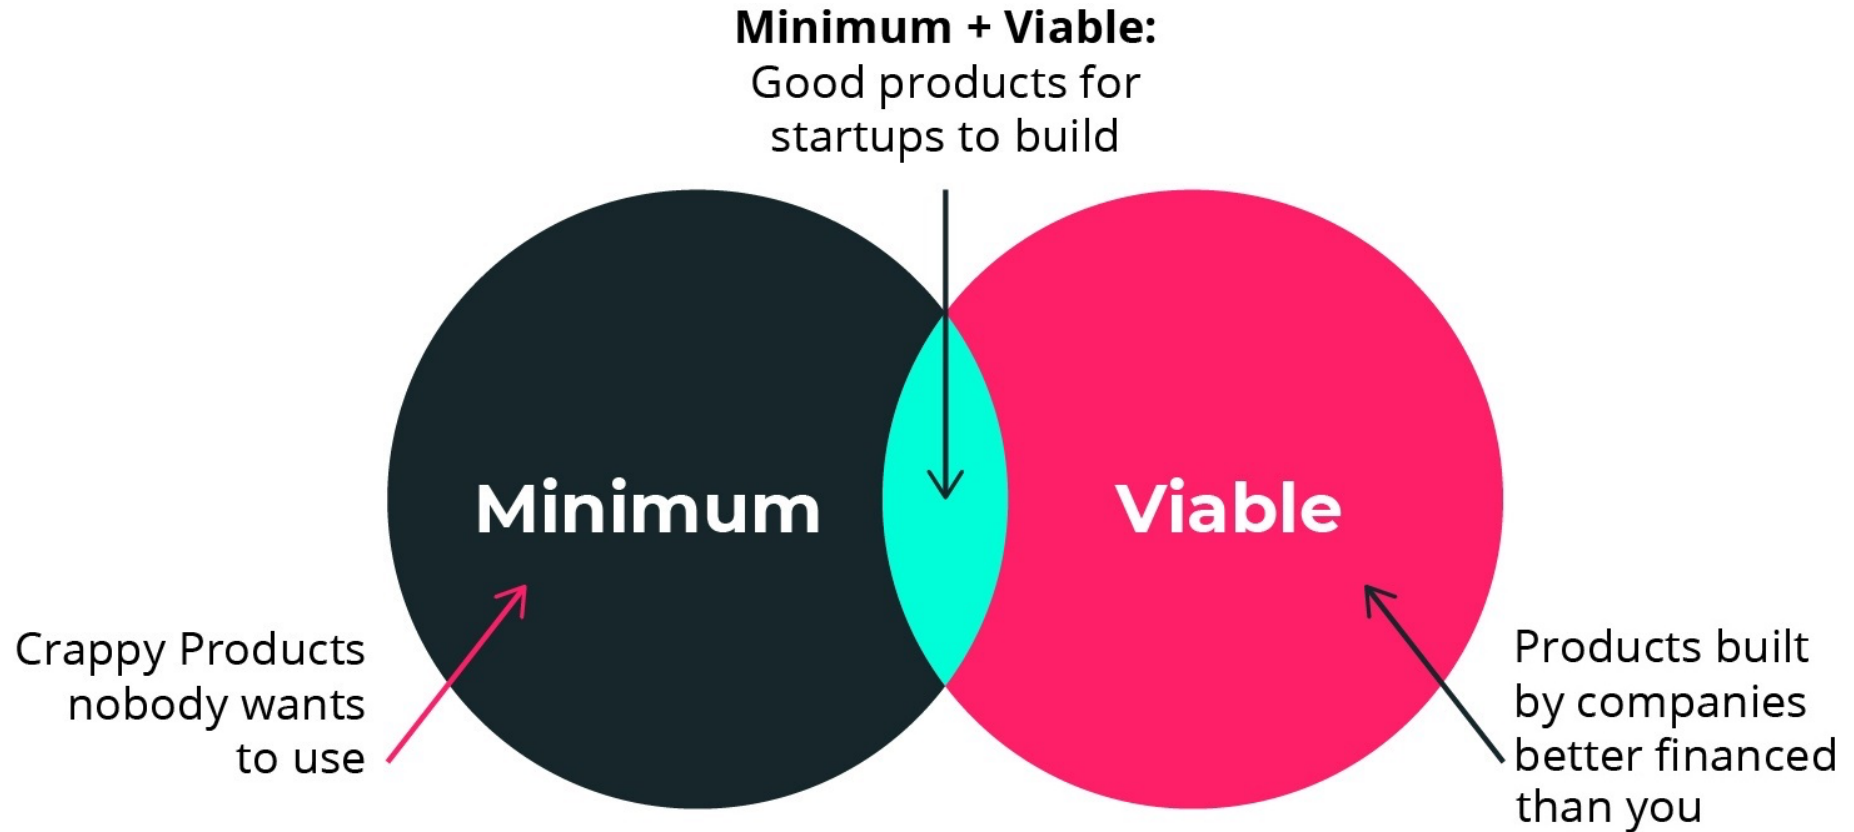 Minimum + Viable:
Good products for
startups to build
Minimum
Viable
Crappy Products
nobody wants
to use
Products built
by companies
better financed
than you